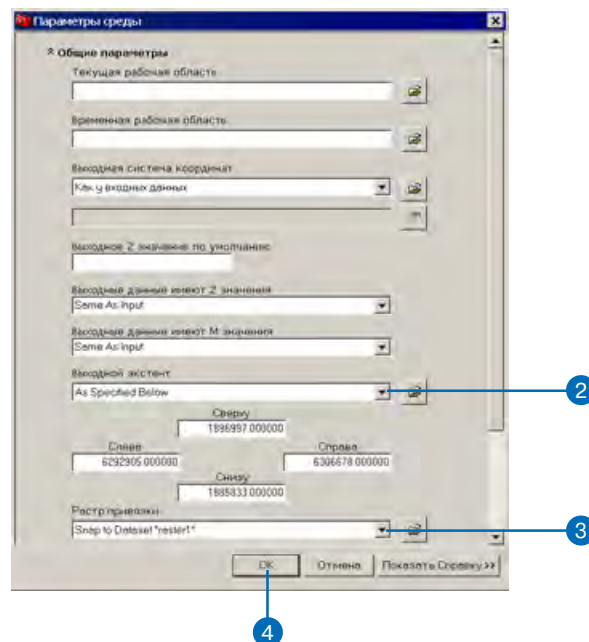 Параметры среды
Общие параметры
Текущая рабочая область
Временная рабочая область
Выходная система координат
Как у входных данных
Выходное Z значение по умолчанию
Выходные данные имеют Z значения
Same As Input
Выходные данные имеют M значения
Same As Input
Выходной экстент
As Specified Below
2
Сверху
1896997.000000
Слева
Справа
6292905.000000
6306678.000000
Снизу
1885833.000000
Растр привязки
Snap to Dataset "raster1"
3
OK
Отмена
Показать Справку >>
4